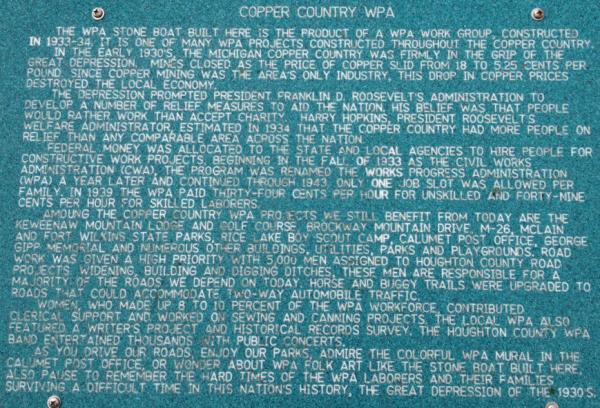 COPPER COUNTRY WPA
THE WPA STONE BOAT BUILT HERE IS THE PRODUCT OF A WPA WORK GROUP, CONSTRUCTED
IN 1933-34. IT IS ONE OF MANY WPA PROJECTS CONSTRUCTED THROUGHOUT THE COPPER COUNTRY.
IN THE EARLY 1930'S, THE MICHIGAN COPPER COUNTRY WAS FIRMLY IN THE GRIP OF THE
GREAT DEPRESSION. MINES CLOSED AS THE PRICE OF COPPER SLID FROM 18 TO 5.25 CENTS PER
POUND. SINCE COPPER MINING WAS THE AREA'S ONLY INDUSTRY, THIS DROP IN COPPER PRICES
DESTROYED THE LOCAL ECONOMY.
THE DEPRESSION PROMPTED PRESIDENT FRANKLIN D. ROOSEVELT'S ADMINISTRATION TO
DEVELOP A NUMBER OF RELIEF MEASURES TO AID THE NATION. HIS BELIEF WAS THAT PEOPLE
WOULD RATHER WORK THAN ACCEPT CHARITY. HARRY HOPKINS, PRESIDENT ROOSEVELT'S
WELFARE ADMINISTRATOR, ESTIMATED IN 1934 THAT THE COPPER COUNTRY HAD MORE PEOPLE ON
RELIEF THAN ANY COMPARABLE AREA ACROSS THE NATION.
FEDERAL MONEY WAS ALLOCATED TO THE STATE AND LOCAL AGENCIES TO HIRE PEOPLE FOR
CONSTRUCTIVE WORK PROJECTS. BEGINNING IN THE FALL OF 1933 AS THE CIVIL WORKS
ADMINISTRATION (CWA), THE PROGRAM WAS RENAMED THE WORKS PROGRESS ADMINISTRATION
(WPA) A YEAR LATER AND CONTINUED THROUGH 1943. ONLY ONE JOB SLOT WAS ALLOWED PER
FAMILY. IN 1939 THE WPA PAID THIRTY-FOUR CENTS PER HOUR FOR UNSKILLED AND FORTY-NINE
CENTS PER HOUR FOR SKILLED LABORERS.
AMOUNG THE COPPER COUNTRY WPA PROJECTS WE STILL BENEFIT FROM TODAY ARE THE
KEWEENAW MOUNTAIN LODGE AND GOLF COURSE, BROCKWAY MOUNTAIN DRIVE, M-26, MCLAIN
AND FORT WILKINS STATE PARKS, RICE LAKE BOY SCOUT CAMP, CALUMET POST OFFICE, GEORGE
GIPP MEMORIAL AND NUMEROUS OTHER BUILDINGS, UTILITIES, PARKS AND PLAYGROUNDS. ROAD
WORK WAS GIVEN A HIGH PRIORITY WITH 5,000 MEN ASSIGNED TO HOUGHTON COUNTY ROAD
PROJECTS WIDENING, BUILDING AND DIGGING DITCHES. THESE MEN ARE RESPONSIBLE FOR A
MAJORITY OF THE ROADS WE DEPEND ON TODAY. HORSE AND BUGGY TRAILS WERE UPGRADED TO
ROADS THAT COULD ACCOMMODATE TWO-WAY AUTOMOBILE TRAFFIC.
WOMEN, WHO MADE UP 8 TO 10 PERCENT OF THE WPA WORKFORCE, CONTRIBUTED
CLERICAL SUPPORT AND WORKED ON SEWING AND CANNING PROJECTS. THE LOCAL WPA ALSO
FEATURED A WRITER'S PROJECT AND HISTORICAL RECORDS SURVEY. THE HOUGHTON COUNTY WPA
BAND ENTERTAINED THOUSANDS WITH PUBLIC CONCERTS.
AS YOU DRIVE OUR ROADS, ENJOY OUR PARKS, ADMIRE THE COLORFUL WPA MURAL IN THE
CALUMET POST OFFICE, OR WONDER ABOUT WPA FOLK ART LIKE THE STONE BOAT BUILT HERE,
ALSO PAUSE TO REMEMBER THE HARD TIMES OF THE WPA LABORERS AND THEIR FAMILIES
SURVIVING A DIFFICULT TIME IN THIS NATION'S HISTORY, THE GREAT DEPRESSION OF THE 1930'S.